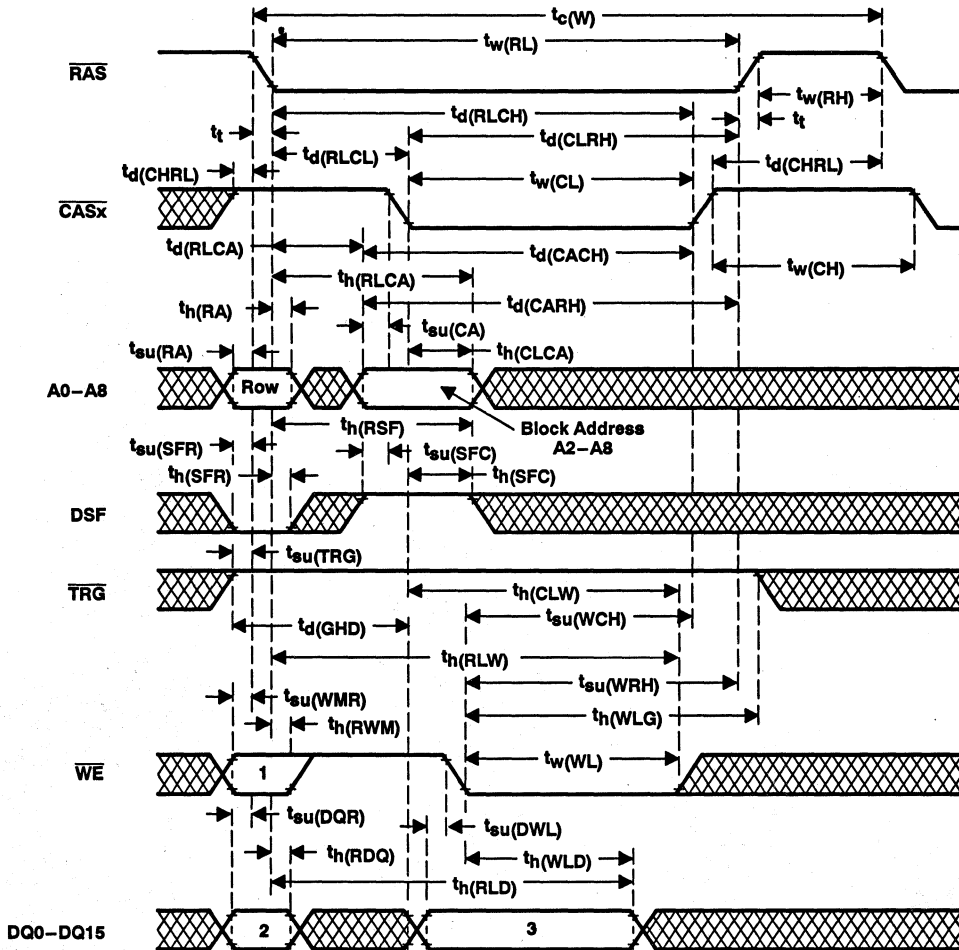 tc(W)
tw(RL)
RAS
tw(RH)
td(RLCH)
tt
td(CLRH)
tt
td(RLCL)
td(CHRL)
td(CHRL)
tw(CL)
CASx
td(RLCA)
td(CACH)
tw(CH)
th(RLCA)
td(CARH)
th(RA)
tsu(CA)
tsu(RA)
th(CLCA)
A0–A8
Row
Block Address
A2–A8
th(RSF)
tsu(SFR)
tsu(SFC)
th(SFR)
th(SFC)
DSF
tsu(TRG)
TRG
th(CLW)
tsu(WCH)
td(GHD)
th(RLW)
tsu(WRH)
tsu(WMR)
th(WLG)
th(RWM)
tw(WL)
WE
1
tsu(DQR)
tsu(DWL)
th(RDQ)
th(WLD)
th(RLD)
DQ0–DQ15
2
3